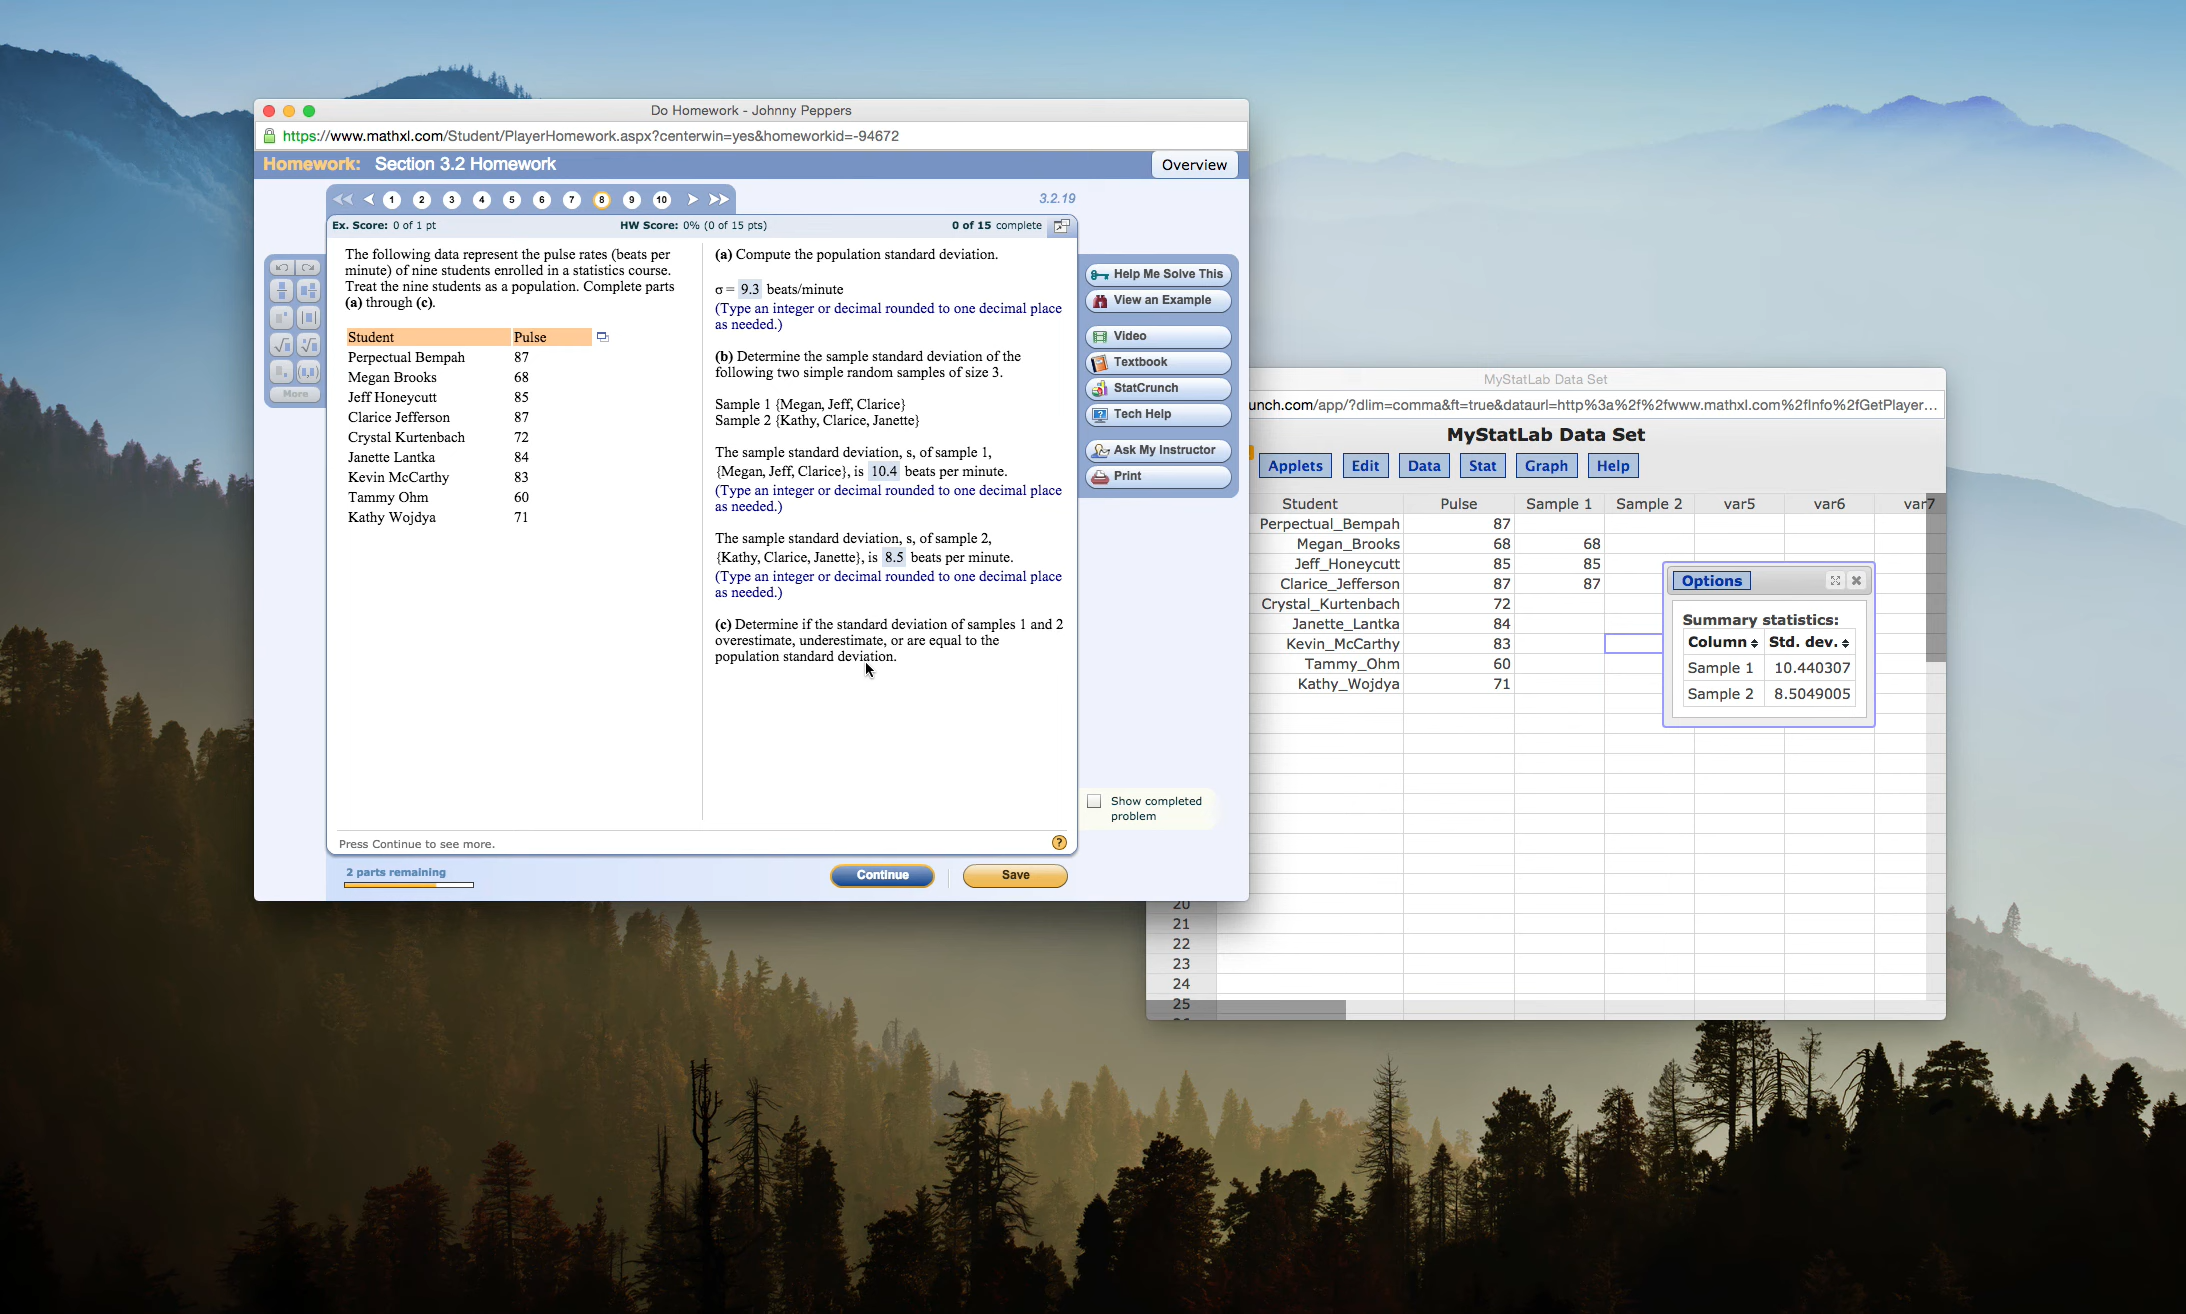 Do Homework - Johnny Peppers
https://www.mathxl.com/Student/PlayerHomework.aspx?centerwin=yes&homeworkid=-94672
Homework: Section 3.2 Homework
Overview
1 2 3 4 5 6 7 8 9 10
3.2.19
Ex. Score: 0 of 1 pt
HW Score: 0% (0 of 15 pts)
0 of 15 complete
The following data represent the pulse rates (beats per
minute) of nine students enrolled in a statistics course.
Treat the nine students as a population. Complete parts
(a) through (c).
Student Pulse
Perpectual Bempah 87
Megan Brooks 68
Jeff Honeycutt 85
Clarice Jefferson 87
Crystal Kurtenbach 72
Janette Lantka 84
Kevin McCarthy 83
Tammy Ohm 60
Kathy Wojdya 71
More
(a) Compute the population standard deviation.
σ = 9.3 beats/minute
(Type an integer or decimal rounded to one decimal place
as needed.)
(b) Determine the sample standard deviation of the
following two simple random samples of size 3.
Sample 1 {Megan, Jeff, Clarice}
Sample 2 {Kathy, Clarice, Janette}
The sample standard deviation, s, of sample 1,
{Megan, Jeff, Clarice}, is 10.4 beats per minute.
(Type an integer or decimal rounded to one decimal place
as needed.)
The sample standard deviation, s, of sample 2,
{Kathy, Clarice, Janette}, is 8.5 beats per minute.
(Type an integer or decimal rounded to one decimal place
as needed.)
(c) Determine if the standard deviation of samples 1 and 2
overestimate, underestimate, or are equal to the
population standard deviation.
Help Me Solve This
View an Example
Video
Textbook
StatCrunch
Tech Help
Ask My Instructor
Print
Show completed
problem
Press Continue to see more.
?
2 parts remaining
Continue
Save
MyStatLab Data Set
unch.com/app/?dlim=comma&ft=true&dataurl=http%3a%2f%2fwww.mathxl.com%2fInfo%2fGetPlayer...
MyStatLab Data Set
Applets Edit Data Stat Graph Help
Student Pulse Sample 1 Sample 2 var5 var6 var7
Perpectual_Bempah 87
Megan_Brooks 68 68
Jeff_Honeycutt 85 85
Clarice_Jefferson 87 87
Crystal_Kurtenbach 72
Janette_Lantka 84
Kevin_McCarthy 83
Tammy_Ohm 60
Kathy_Wojdya 71
Options
Summary statistics:
Column Std. dev.
Sample 1 10.440307
Sample 2 8.5049005
20
21
22
23
24
25